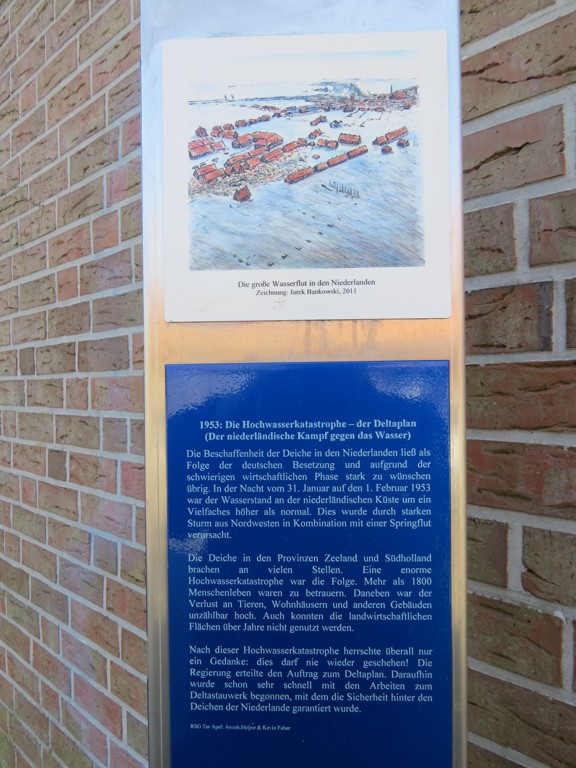 Die große Wasserflut in den Niederlanden
Zeichnung: Jarek Bankowski, 2011
1953: Die Hochwasserkatastrophe – der Deltaplan
(Der niederländische Kampf gegen das Wasser)
Die Beschaffenheit der Deiche in den Niederlanden ließ als
Folge der deutschen Besetzung und aufgrund der
schwierigen wirtschaftlichen Phase stark zu wünschen
übrig. In der Nacht vom 31. Januar auf den 1. Februar 1953
war der Wasserstand an der niederländischen Küste um ein
Vielfaches höher als normal. Dies wurde durch starken
Sturm aus Nordwesten in Kombination mit einer Springflut
verursacht.
Die Deiche in den Provinzen Zeeland und Südholland
brachen an vielen Stellen. Eine enorme
Hochwasserkatastrophe war die Folge. Mehr als 1800
Menschenleben waren zu betrauern. Daneben war der
Verlust an Tieren, Wohnhäusern und anderen Gebäuden
unzählbar hoch. Auch konnten die landwirtschaftlichen
Flächen über Jahre nicht genutzt werden.
Nach dieser Hochwasserkatastrophe herrschte überall nur
ein Gedanke: dies darf nie wieder geschehen! Die
Regierung erteilte den Auftrag zum Deltaplan. Daraufhin
wurde schon sehr schnell mit den Arbeiten zum
Deltastauwerk begonnen, mit dem die Sicherheit hinter den
Deichen der Niederlande garantiert wurde.
RSG Ter Apel: Anouk Heijne & Kevin Faber